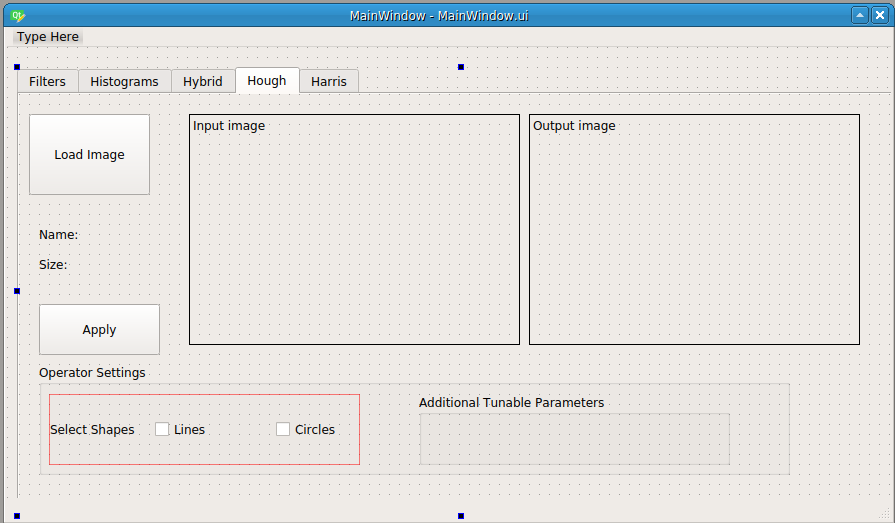 MainWindow - MainWindow.ui
Type Here
Filters Histograms Hybrid Hough Harris
Load Image
Input image
Output image
Name:
Size:
Apply
Operator Settings
Select Shapes Lines Circles
Additional Tunable Parameters